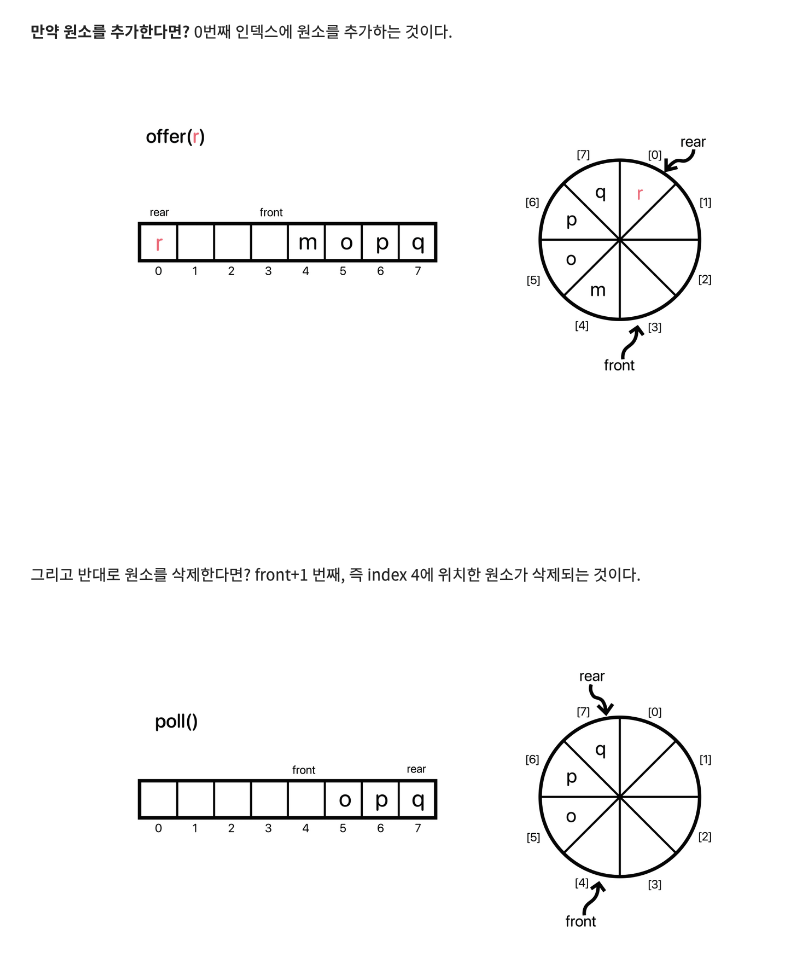 만약 원소를 추가한다면? 0번째 인덱스에 원소를 추가하는 것이다.
offer(r)
rear front
r m o p q
0 1 2 3 4 5 6 7
rear
[7] [0]
[6] q r [1]
p
o
[5] m [2]
[4] [3]
front
그리고 반대로 원소를 삭제한다면? front+1 번째, 즉 index 4에 위치한 원소가 삭제되는 것이다.
poll()
front rear
o p q
0 1 2 3 4 5 6 7
rear
[7] [0]
[6] q [1]
p
o
[5] [2]
[4] [3]
front